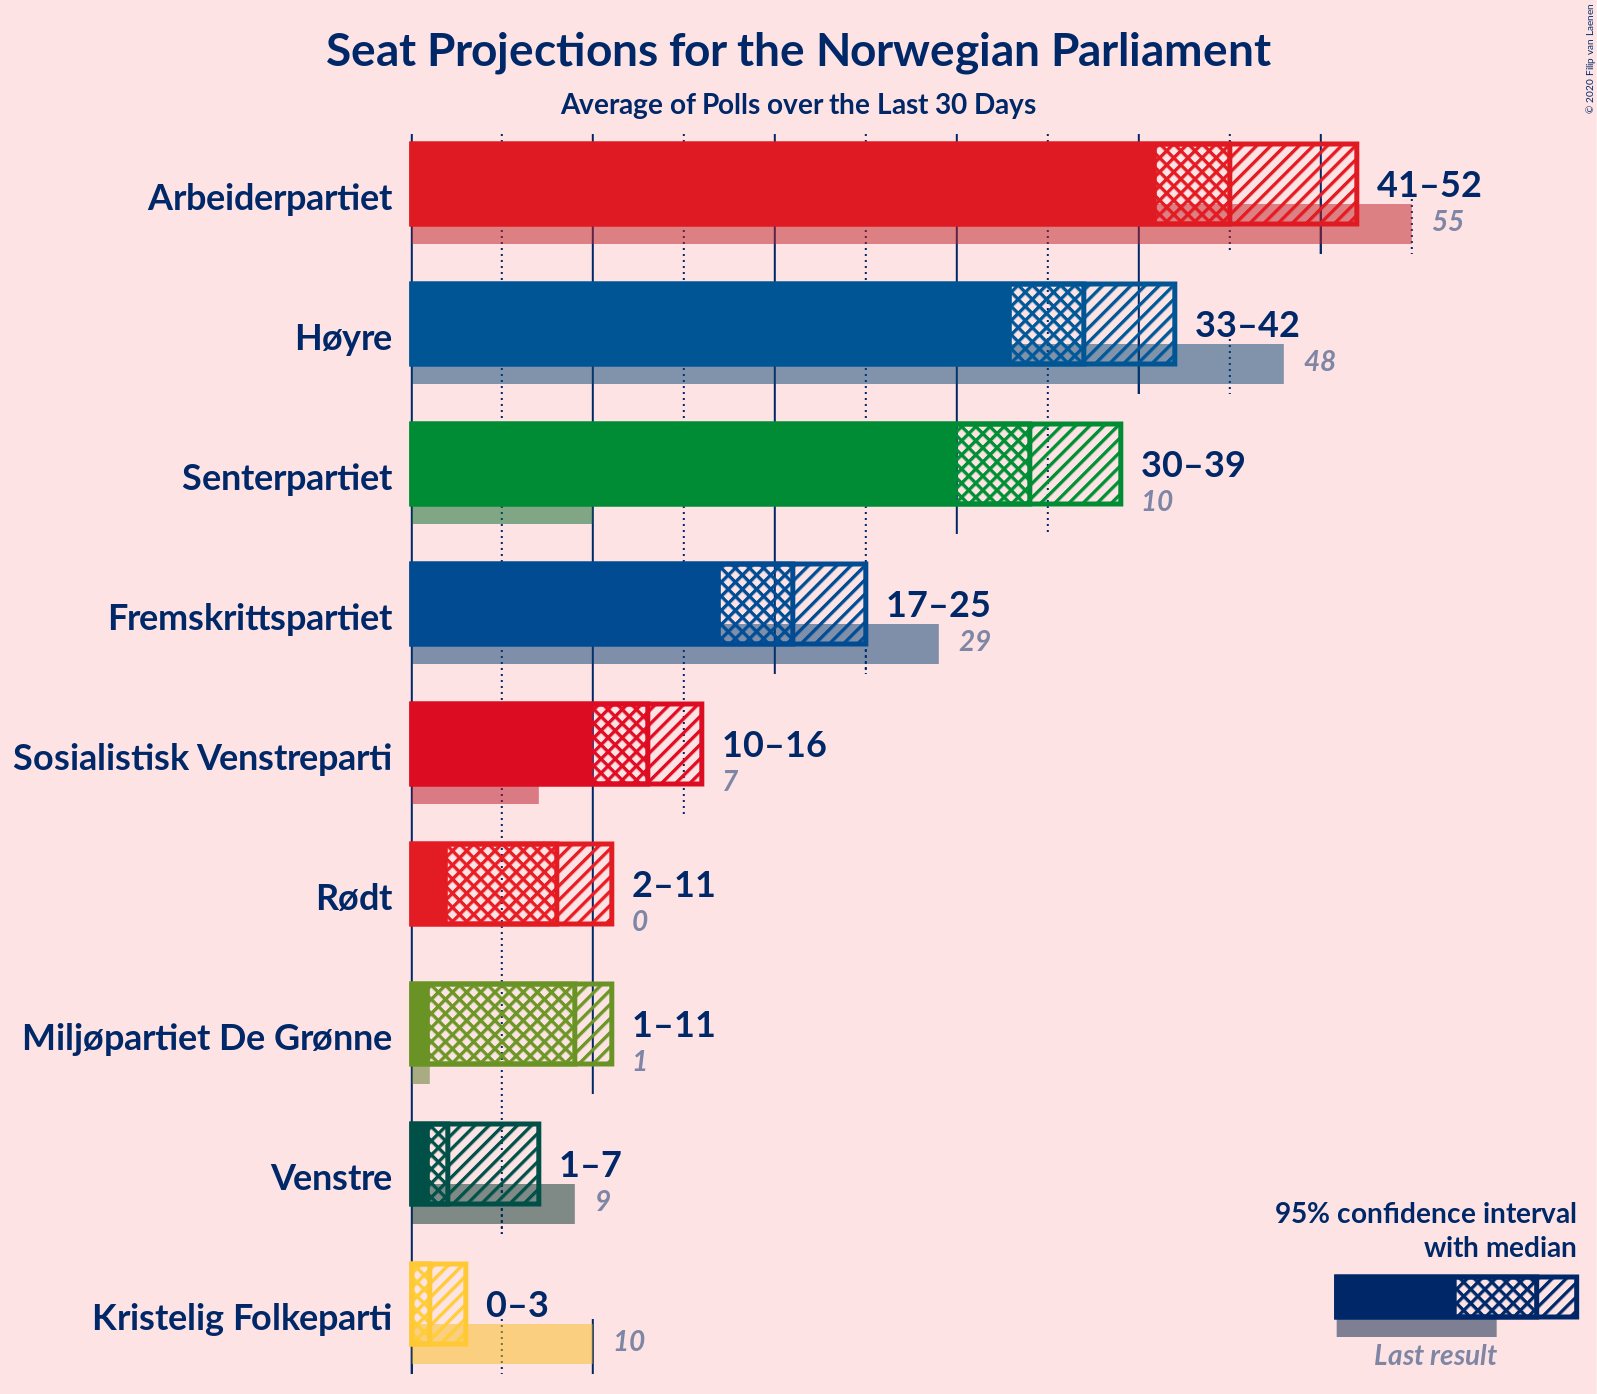 Seat Projections for the Norwegian Parliament
Average of Polls over the Last 30 Days
© 2020 Filip van Laenen
Arbeiderpartiet
41–52
55
Høyre
33–42
48
Senterpartiet
30–39
10
Fremskrittspartiet
17–25
29
Sosialistisk Venstreparti
10–16
7
Rødt
2–11
0
Miljøpartiet De Grønne
1–11
1
Venstre
1–7
9
Kristelig Folkeparti
0–3
10
95% confidence interval
with median
Last result